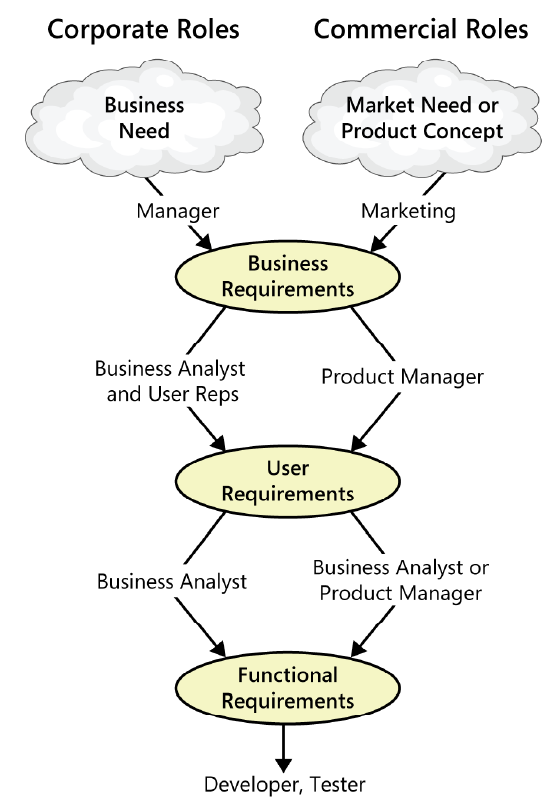 Corporate Roles
Commercial Roles
Business
Need
Market Need or
Product Concept
Manager
Marketing
Business
Requirements
Business Analyst
and User Reps
Product Manager
User
Requirements
Business Analyst
Business Analyst or
Product Manager
Functional
Requirements
Developer, Tester